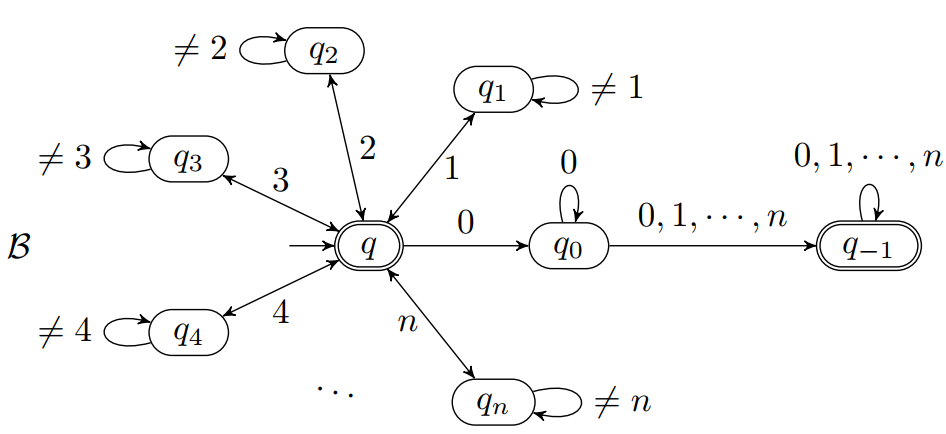 ≠ 2 q₂
q₁ ≠ 1
≠ 3 q₃ 3 2 1 0 0, 1, ⋯, n
ℬ q 0 q₀ 0, 1, ⋯, n q₋₁
≠ 4 q₄ 4 n
⋯ qₙ ≠ n